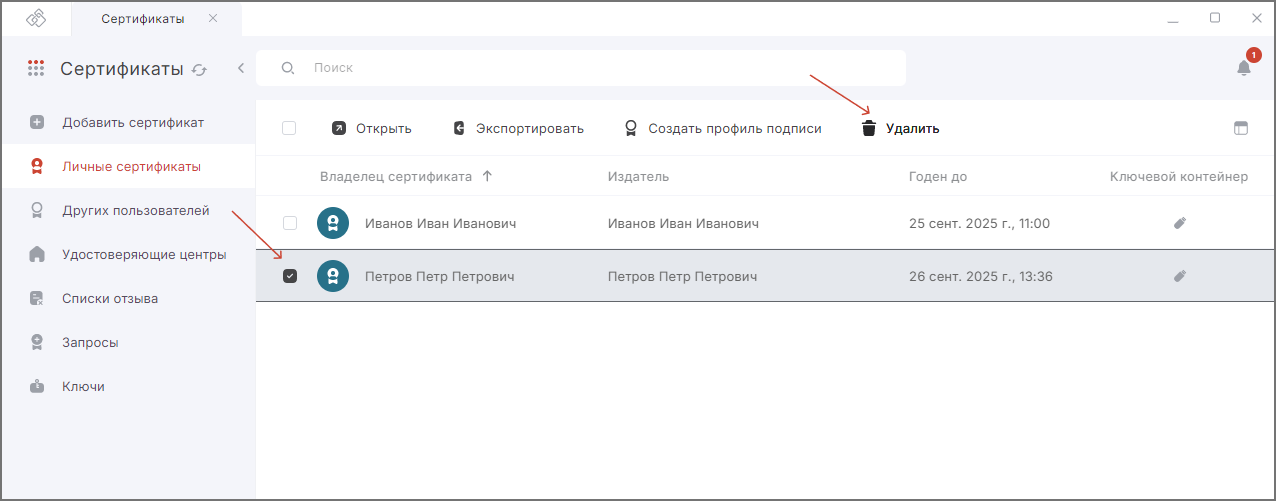 Сертификаты
Сертификаты
Поиск
1
Добавить сертификат
Личные сертификаты
Других пользователей
Удостоверяющие центры
Списки отзыва
Запросы
Ключи
Открыть Экспортировать Создать профиль подписи Удалить
Владелец сертификата Издатель Годен до Ключевой контейнер
Иванов Иван Иванович Иванов Иван Иванович 25 сент. 2025 г., 11:00
Петров Петр Петрович Петров Петр Петрович 26 сент. 2025 г., 13:36